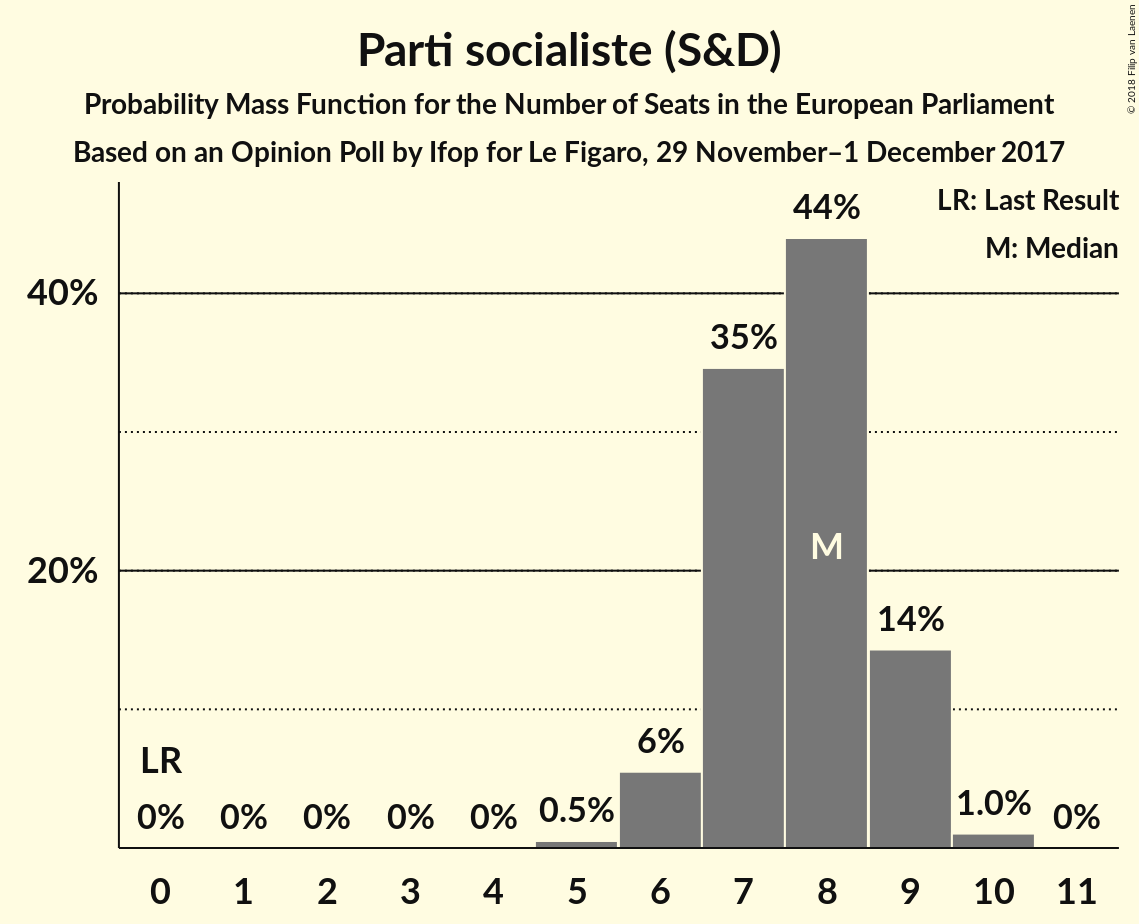 Parti socialiste (S&D)
Probability Mass Function for the Number of Seats in the European Parliament
Based on an Opinion Poll by Ifop for Le Figaro, 29 November–1 December 2017
© 2018 Filip van Laenen
LR: Last Result
M: Median
44%
40%
35%
M
20%
14%
6%
LR
0% 0% 0% 0% 0% 0.5% 1.0% 0%
0 1 2 3 4 5 6 7 8 9 10 11